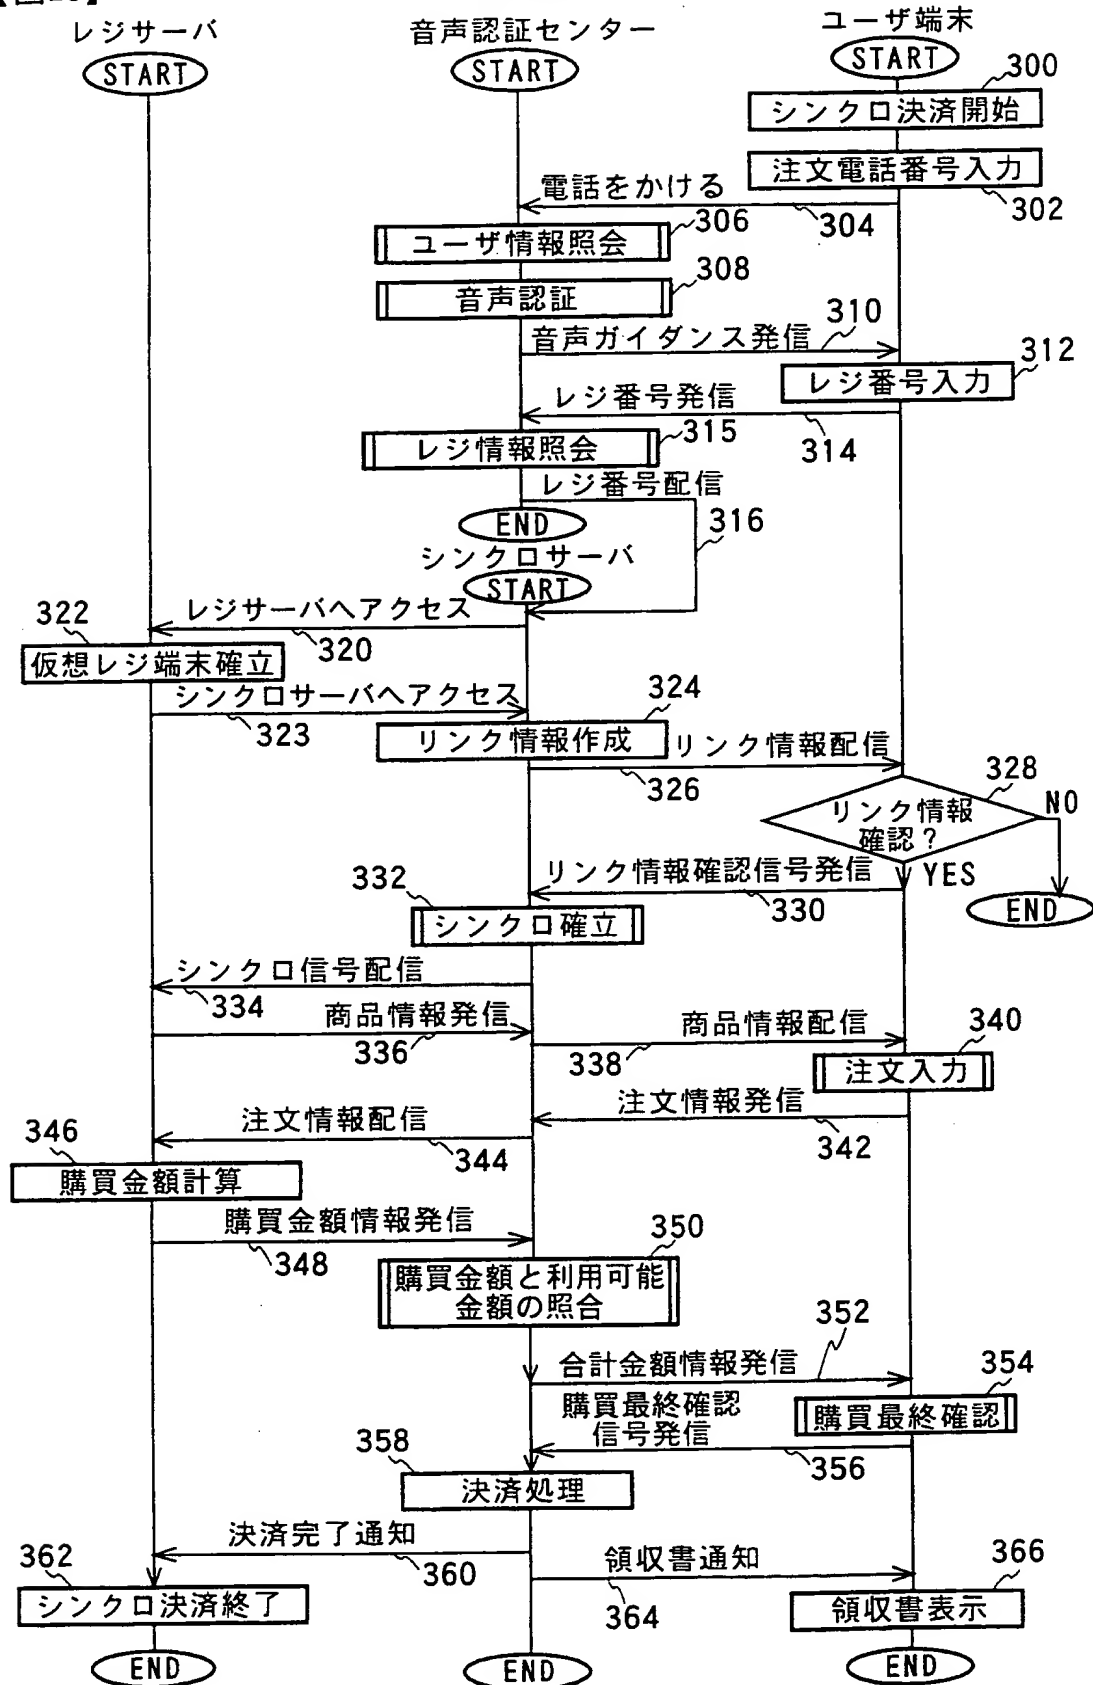 レジサーバ
音声認証センター
ユーザ端末
START
START
START
300
シンクロ決済開始
注文電話番号入力
302
電話をかける
304
306
ユーザ情報照会
308
音声認証
310
音声ガイダンス発信
312
レジ番号入力
レジ番号発信
314
315
レジ情報照会
レジ番号配信
316
END
シンクロサーバ
START
レジサーバへアクセス
320
322
仮想レジ端末確立
シンクロサーバへアクセス
323
324
リンク情報作成
リンク情報配信
326
328
リンク情報
確認？
NO
YES
END
リンク情報確認信号発信
330
332
シンクロ確立
シンクロ信号配信
334
商品情報発信
336
商品情報配信
338
340
注文入力
注文情報発信
342
注文情報配信
344
346
購買金額計算
購買金額情報発信
348
350
購買金額と利用可能
金額の照合
352
合計金額情報発信
354
購買最終確認
購買最終確認
信号発信
356
358
決済処理
決済完了通知
360
362
シンクロ決済終了
領収書通知
364
366
領収書表示
END
END
END